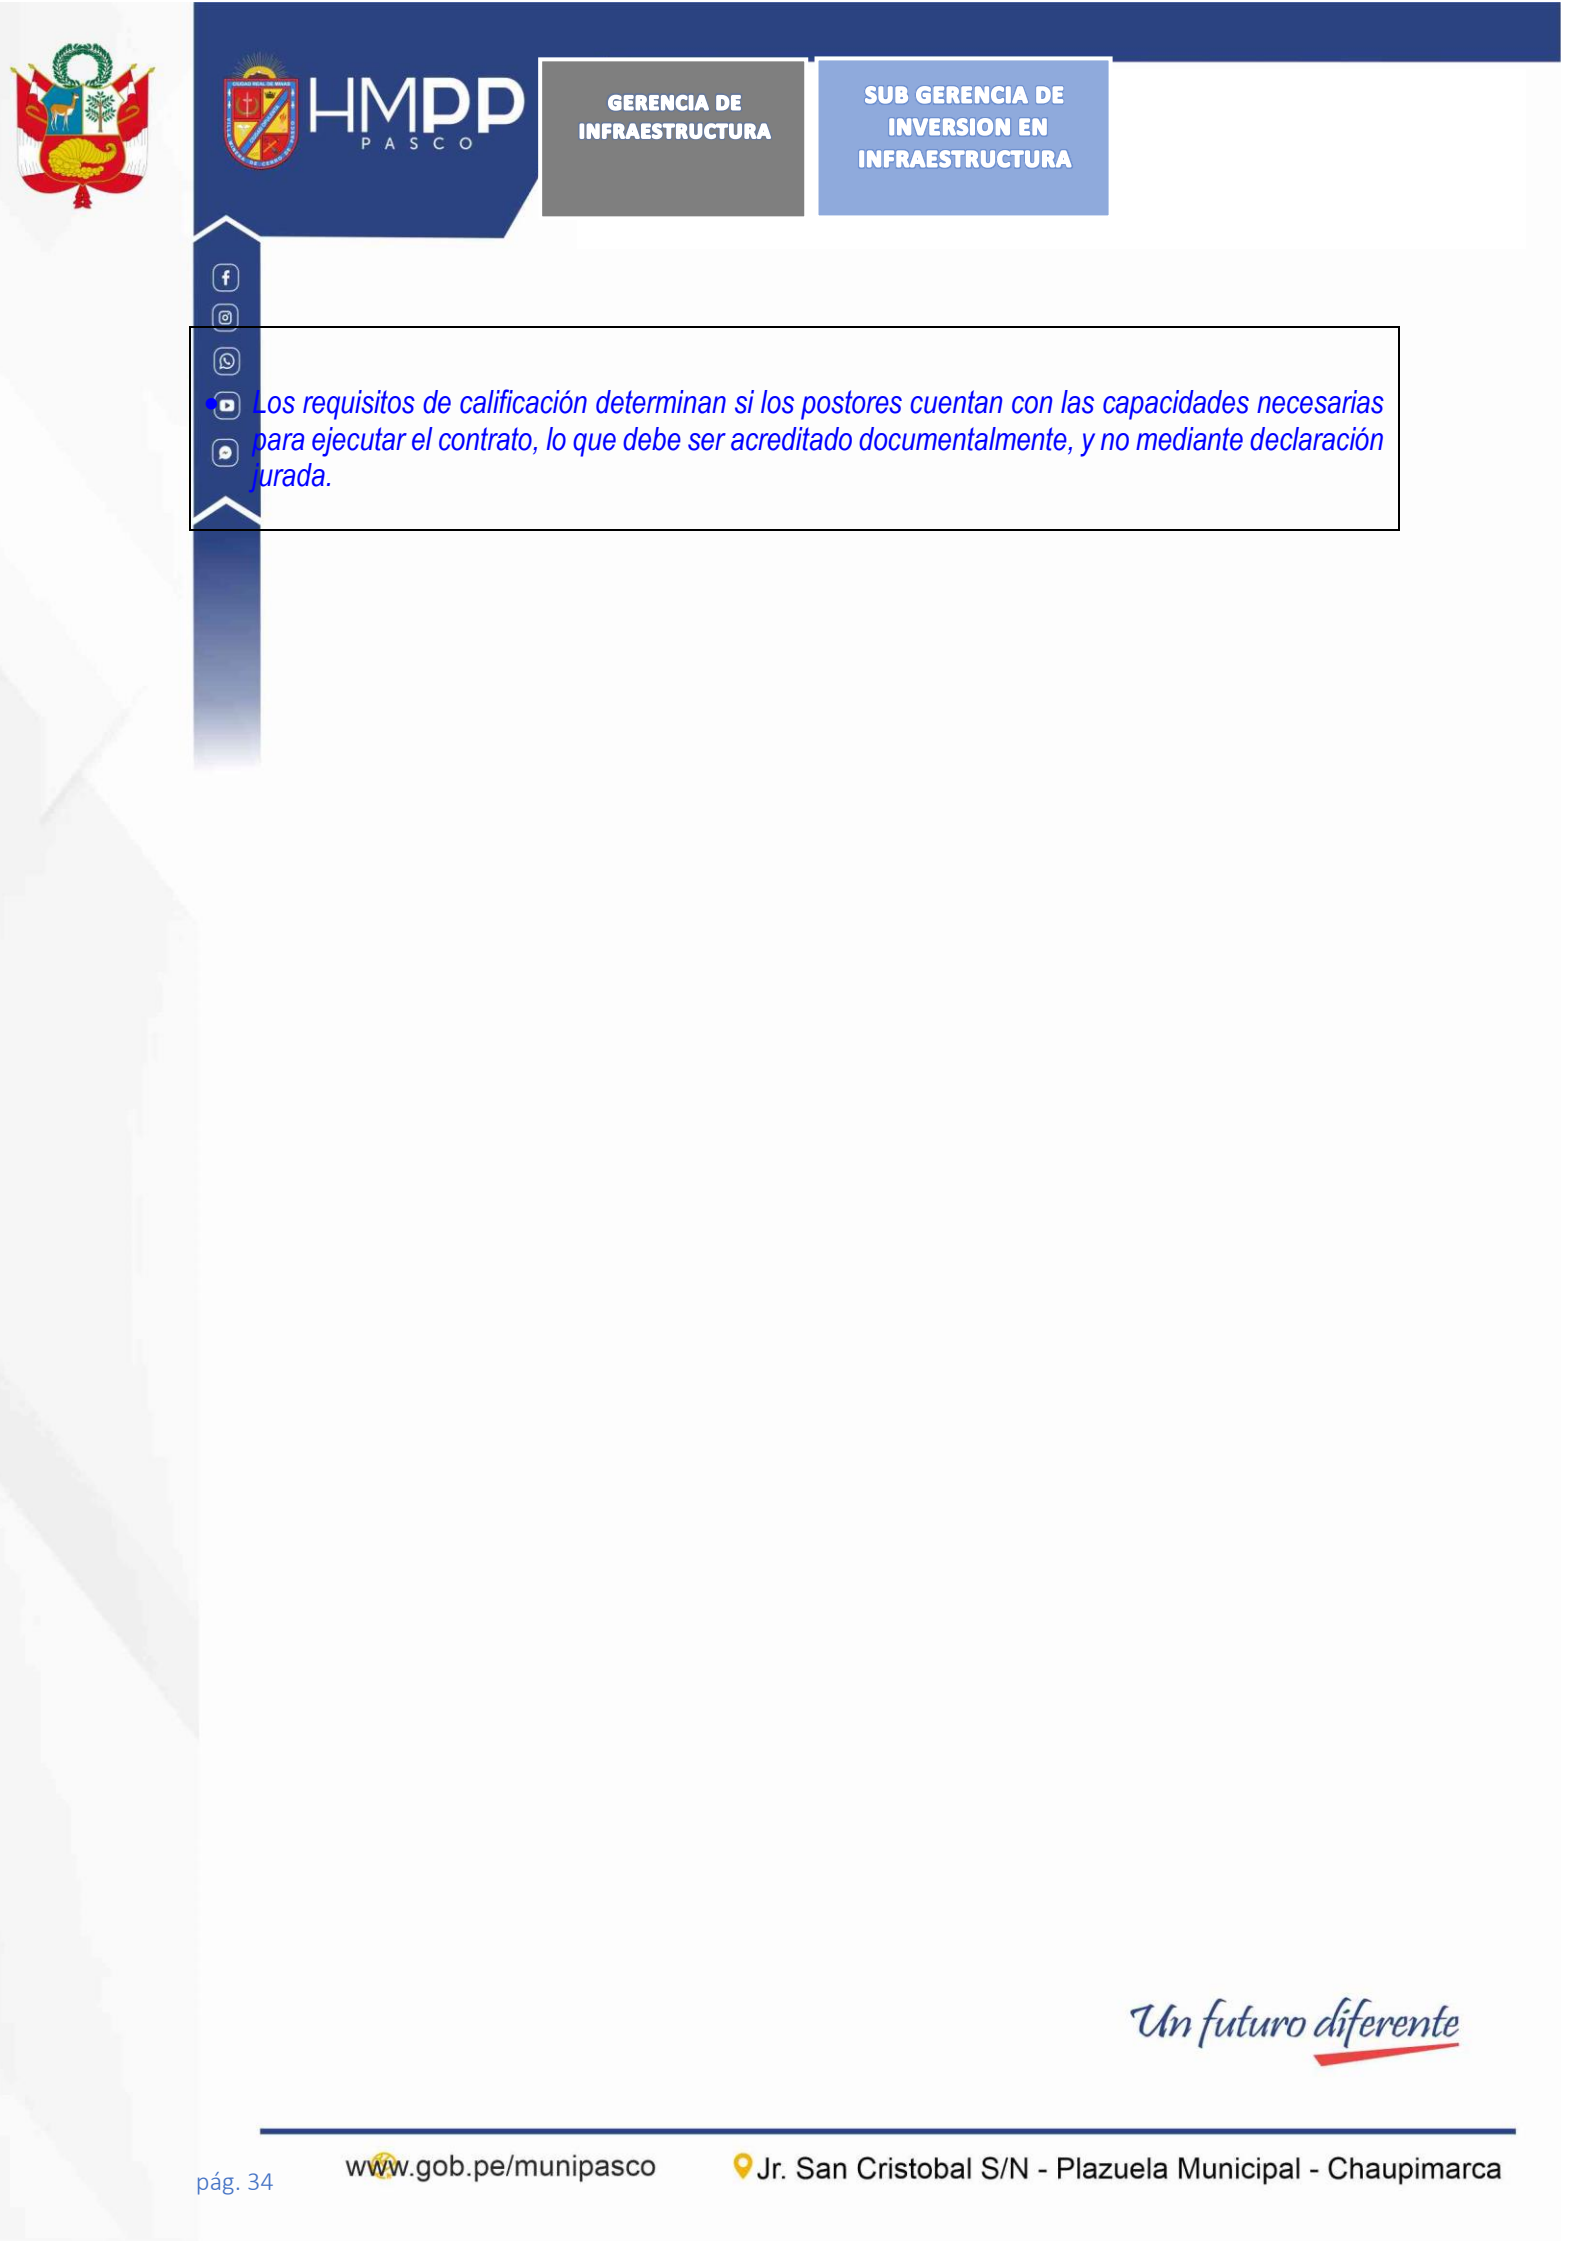 HMPP
PASCO
GERENCIA DE
INFRAESTRUCTURA
SUB GERENCIA DE
INVERSION EN
INFRAESTRUCTURA
• Los requisitos de calificación determinan si los postores cuentan con las capacidades necesarias
para ejecutar el contrato, lo que debe ser acreditado documentalmente, y no mediante declaración
jurada.
Un futuro diferente
www.gob.pe/munipasco
Jr. San Cristobal S/N - Plazuela Municipal - Chaupimarca
pág. 34